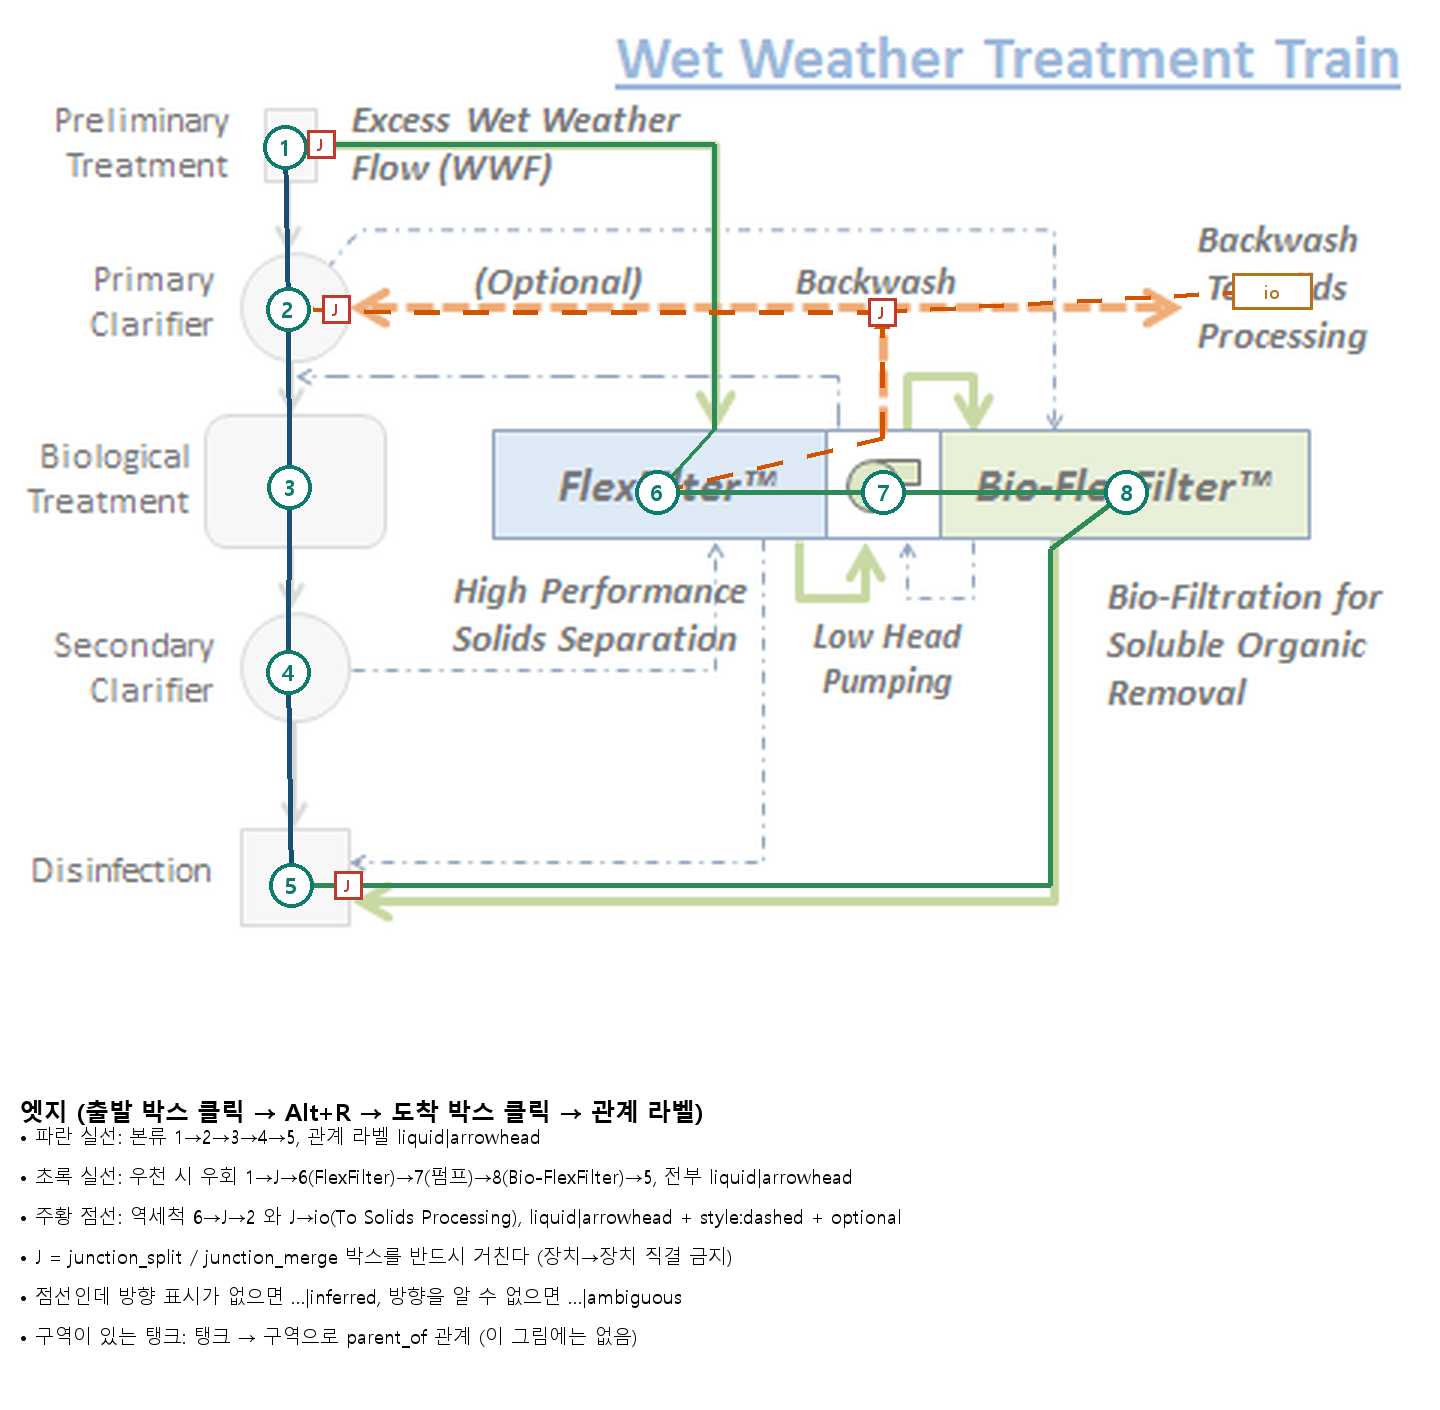 Wet Weather Treatment Train
Preliminary
Treatment
1
J
Excess Wet Weather
Flow (WWF)
Primary
Clarifier
2
J
(Optional)
Backwash
J
Backwash
io
Processing
Biological
Treatment
3
6
7
8
High Performance
Solids Separation
Low Head
Pumping
Bio-Filtration for
Soluble Organic
Removal
Secondary
Clarifier
4
Disinfection
5
J
엣지 (출발 박스 클릭 → Alt+R → 도착 박스 클릭 → 관계 라벨)
• 파란 실선: 본류 1→2→3→4→5, 관계 라벨 liquid|arrowhead
• 초록 실선: 우천 시 우회 1→J→6(FlexFilter)→7(펌프)→8(Bio-FlexFilter)→5, 전부 liquid|arrowhead
• 주황 점선: 역세척 6→J→2 와 J→io(To Solids Processing), liquid|arrowhead + style:dashed + optional
• J = junction_split / junction_merge 박스를 반드시 거친다 (장치→장치 직결 금지)
• 점선인데 방향 표시가 없으면 ...|inferred, 방향을 알 수 없으면 ...|ambiguous
• 구역이 있는 탱크: 탱크 → 구역으로 parent_of 관계 (이 그림에는 없음)